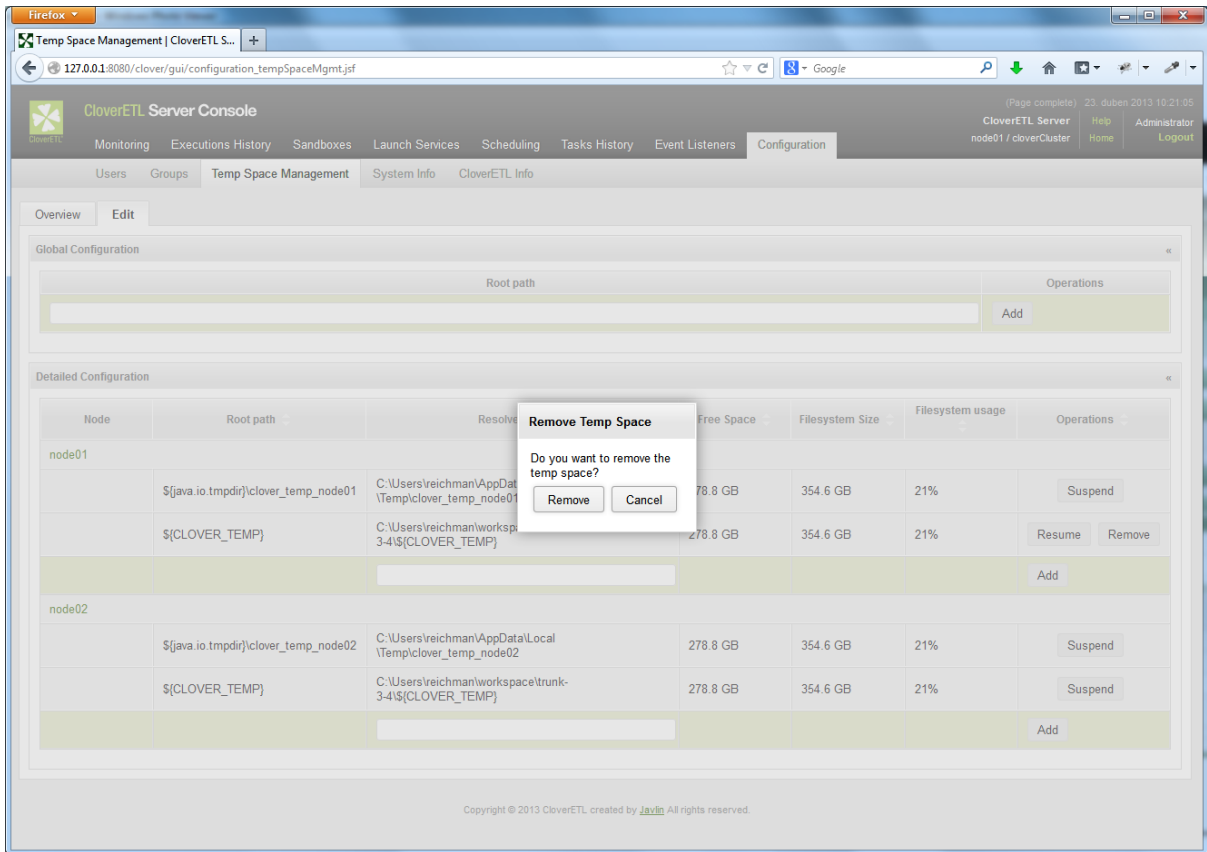 Firefox
Temp Space Management | CloverETL S...
127.0.0.1:8080/clover/gui/configuration_tempSpaceMgmt.jsf
Google
CloverETL
CloverETL Server Console
(Page complete) 23. duben 2013 10:21:05
CloverETL Server Help Administrator
node01 / cloverCluster Home Logout
Monitoring Executions History Sandboxes Launch Services Scheduling Tasks History Event Listeners Configuration
Users Groups Temp Space Management System Info CloverETL Info
Overview Edit
Global Configuration
Root path Operations
Add
Detailed Configuration
Node Root path Resolve Free Space Filesystem Size Filesystem usage Operations
node01
${java.io.tmpdir}\clover_temp_node01 C:\Users\reichman\AppDat 78.8 GB 354.6 GB 21% Suspend
\Temp\clover_temp_node01
${CLOVER_TEMP} C:\Users\reichman\workspa 278.8 GB 354.6 GB 21% Resume Remove
3-4\${CLOVER_TEMP}
Add
Remove Temp Space
Do you want to remove the
temp space?
Remove Cancel
node02
${java.io.tmpdir}\clover_temp_node02 C:\Users\reichman\AppData\Local 278.8 GB 354.6 GB 21% Suspend
\Temp\clover_temp_node02
${CLOVER_TEMP} C:\Users\reichman\workspace\trunk- 278.8 GB 354.6 GB 21% Suspend
3-4\${CLOVER_TEMP}
Add
Copyright © 2013 CloverETL created by Javlin All rights reserved.